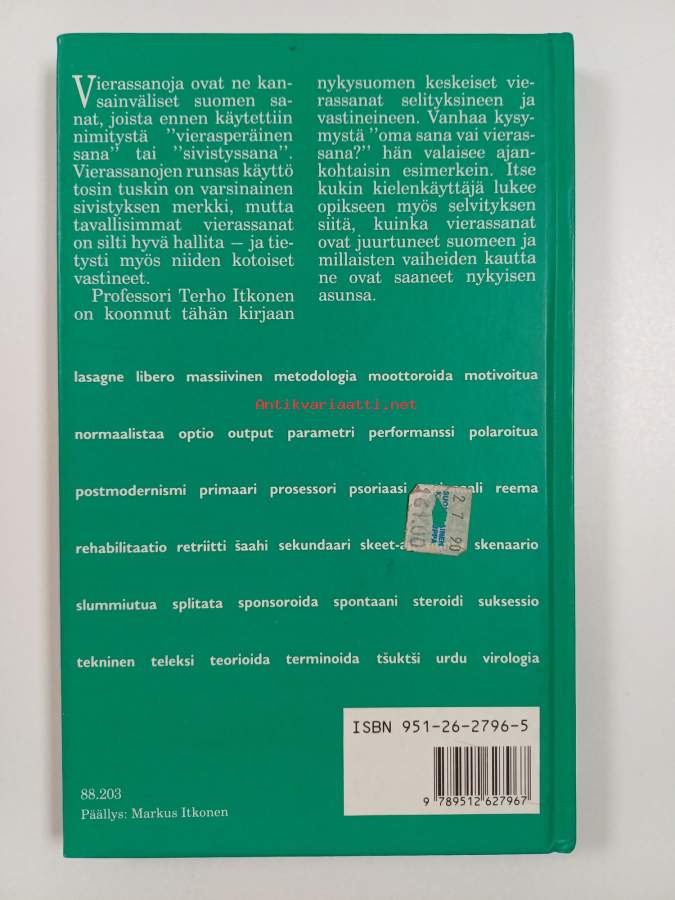 Vierassanoja ovat ne kan-
sainväliset suomen sa-
nat, joista ennen käytettiin
nimitystä ”vierasperäinen
sana” tai ”sivistyssana”.
Vierassanojen runsas käyttö
tosin tuskin on varsinainen
sivistyksen merkki, mutta
tavallisimmat vierassanat
on silti hyvä hallita — ja tie-
tysti myös niiden kotoiset
vastineet.
Professori Terho Itkonen
on koonnut tähän kirjaan
nykysuomen keskeiset vie-
rassanat selityksineen ja
vastineineen. Vanhaa kysy-
mystä ”oma sana vai vieras-
sana?” hän valaisee ajan-
kohtaisin esimerkein. Itse
kukin kielenkäyttäjä lukee
opikseen myös selvityksen
siitä, kuinka vierassanat
ovat juurtuneet suomeen ja
millaisten vaiheiden kautta
ne ovat saaneet nykyisen
asunsa.
lasagne libero massiivinen metodologia moottoroida motivoitua
Antikvariaatti.net
normaalistaa optio output parametri performanssi polaroitua
postmodernismi primaari prosessori psoriaasi reema
rehabilitaatio retriitti šaahi sekundaari skeet-a skenaario
2.7.90
slummiutua splitata sponsoroida spontaani steroidi suksessio
tekninen teleksi teorioida terminoida tšuktši urdu virologia
ISBN 951-26-2796-5
9 789512 627967
88.203
Päällys: Markus Itkonen